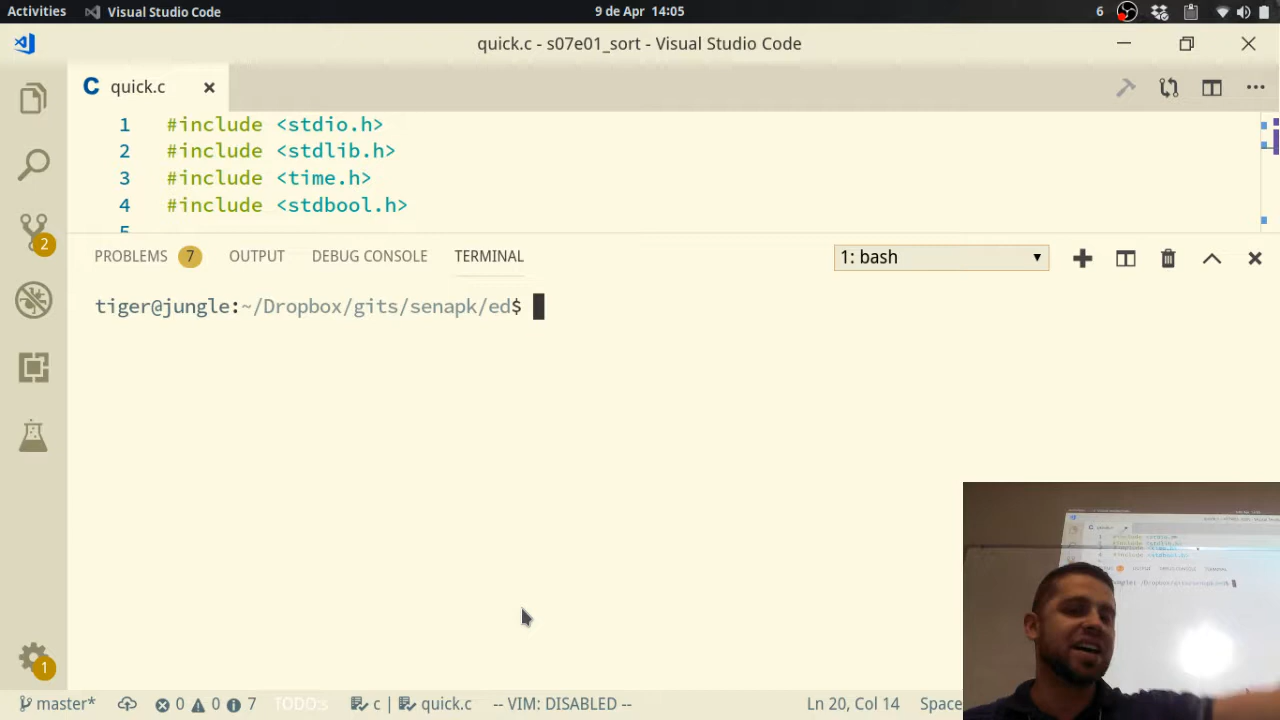 Activities Visual Studio Code 9 de Apr 14:05 6
quick.c - s07e01_sort - Visual Studio Code
C quick.c
1 #include <stdio.h>
2 #include <stdlib.h>
3 #include <time.h>
4 #include <stdbool.h>
5
PROBLEMS 7 OUTPUT DEBUG CONSOLE TERMINAL 1: bash
tiger@jungle:~/Dropbox/gits/senapk/ed$
2
1
master* 0 0 7 TODO:s c quick.c -- VIM: DISABLED -- Ln 20, Col 14 Space